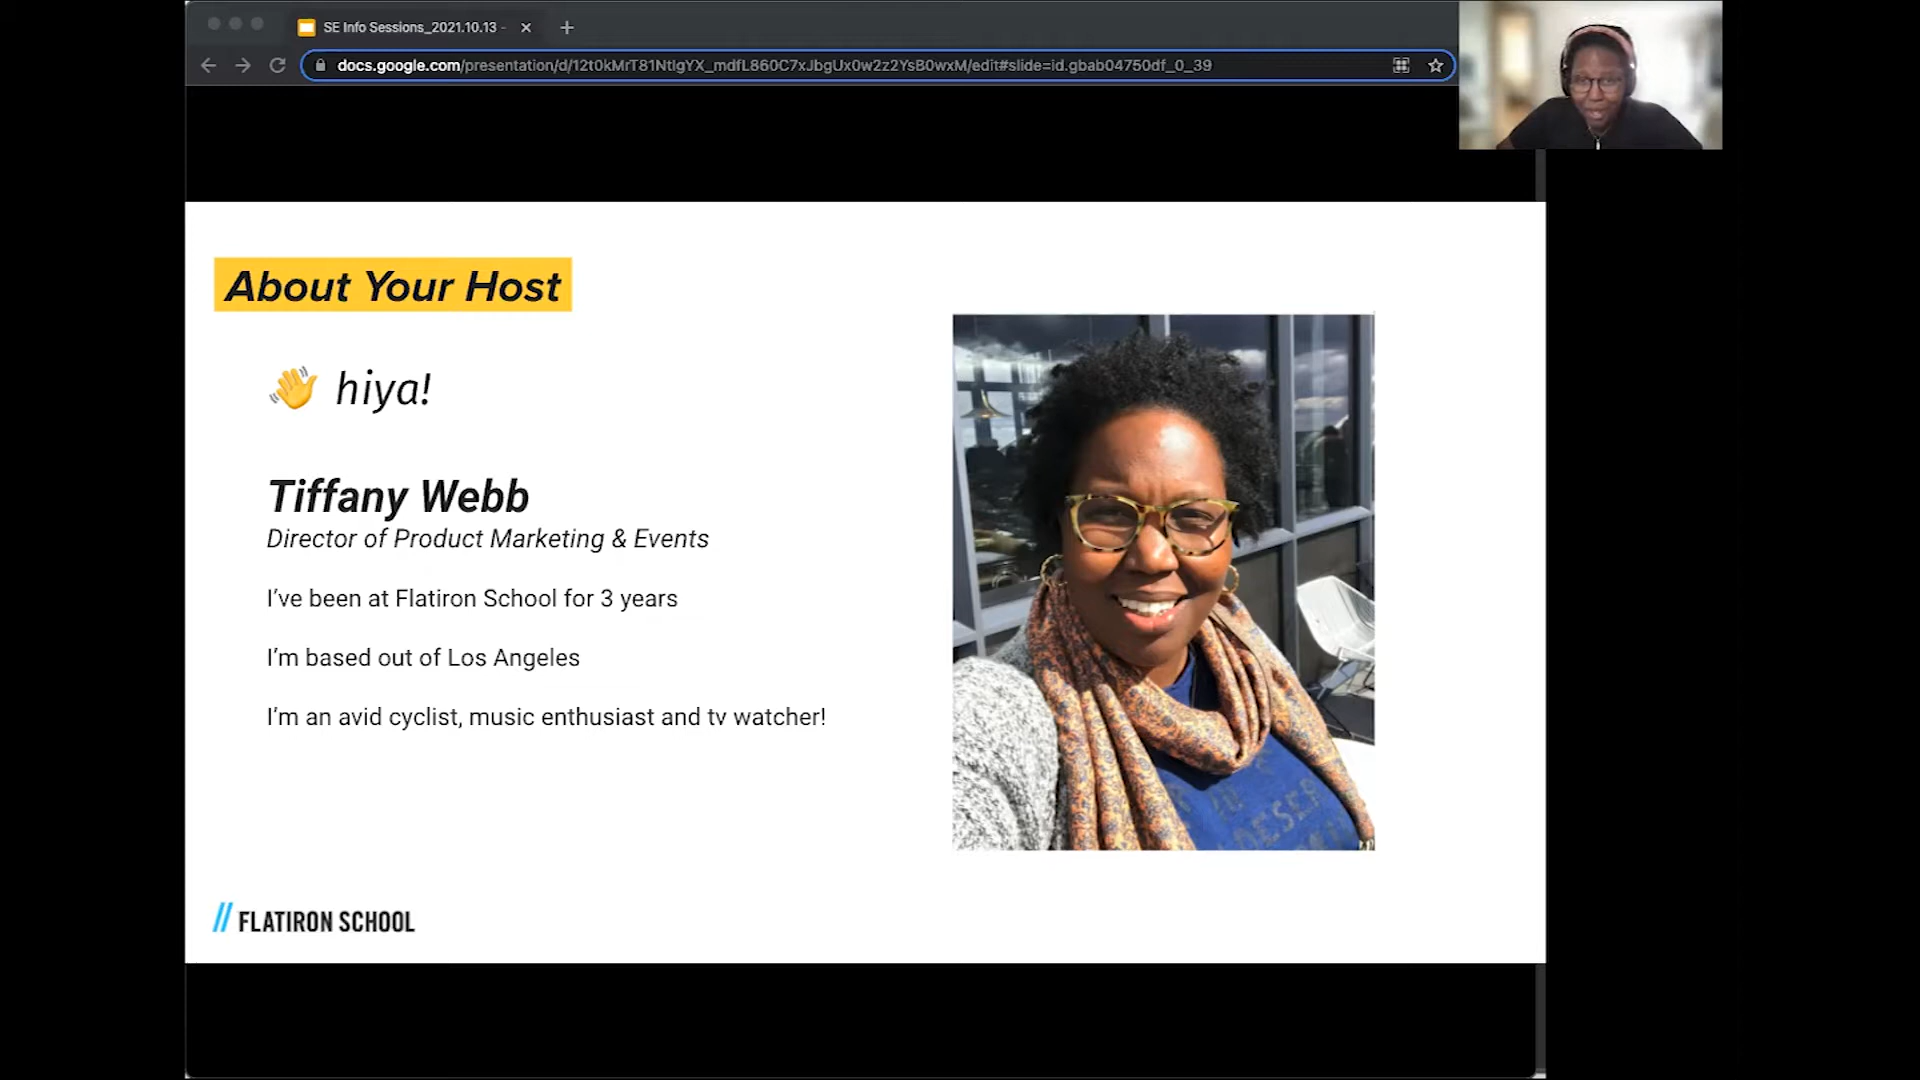 SE Info Sessions_2021.10.13 -
docs.google.com/presentation/d/12t0kMrT81NtlgYX_mdfL860C7xJbgUx0w2z2YsB0wxM/edit#slide=id.gbab04750df_0_39
About Your Host
👋 hiya!
Tiffany Webb
Director of Product Marketing & Events
I've been at Flatiron School for 3 years
I'm based out of Los Angeles
I'm an avid cyclist, music enthusiast and tv watcher!
DESER
// FLATIRON SCHOOL